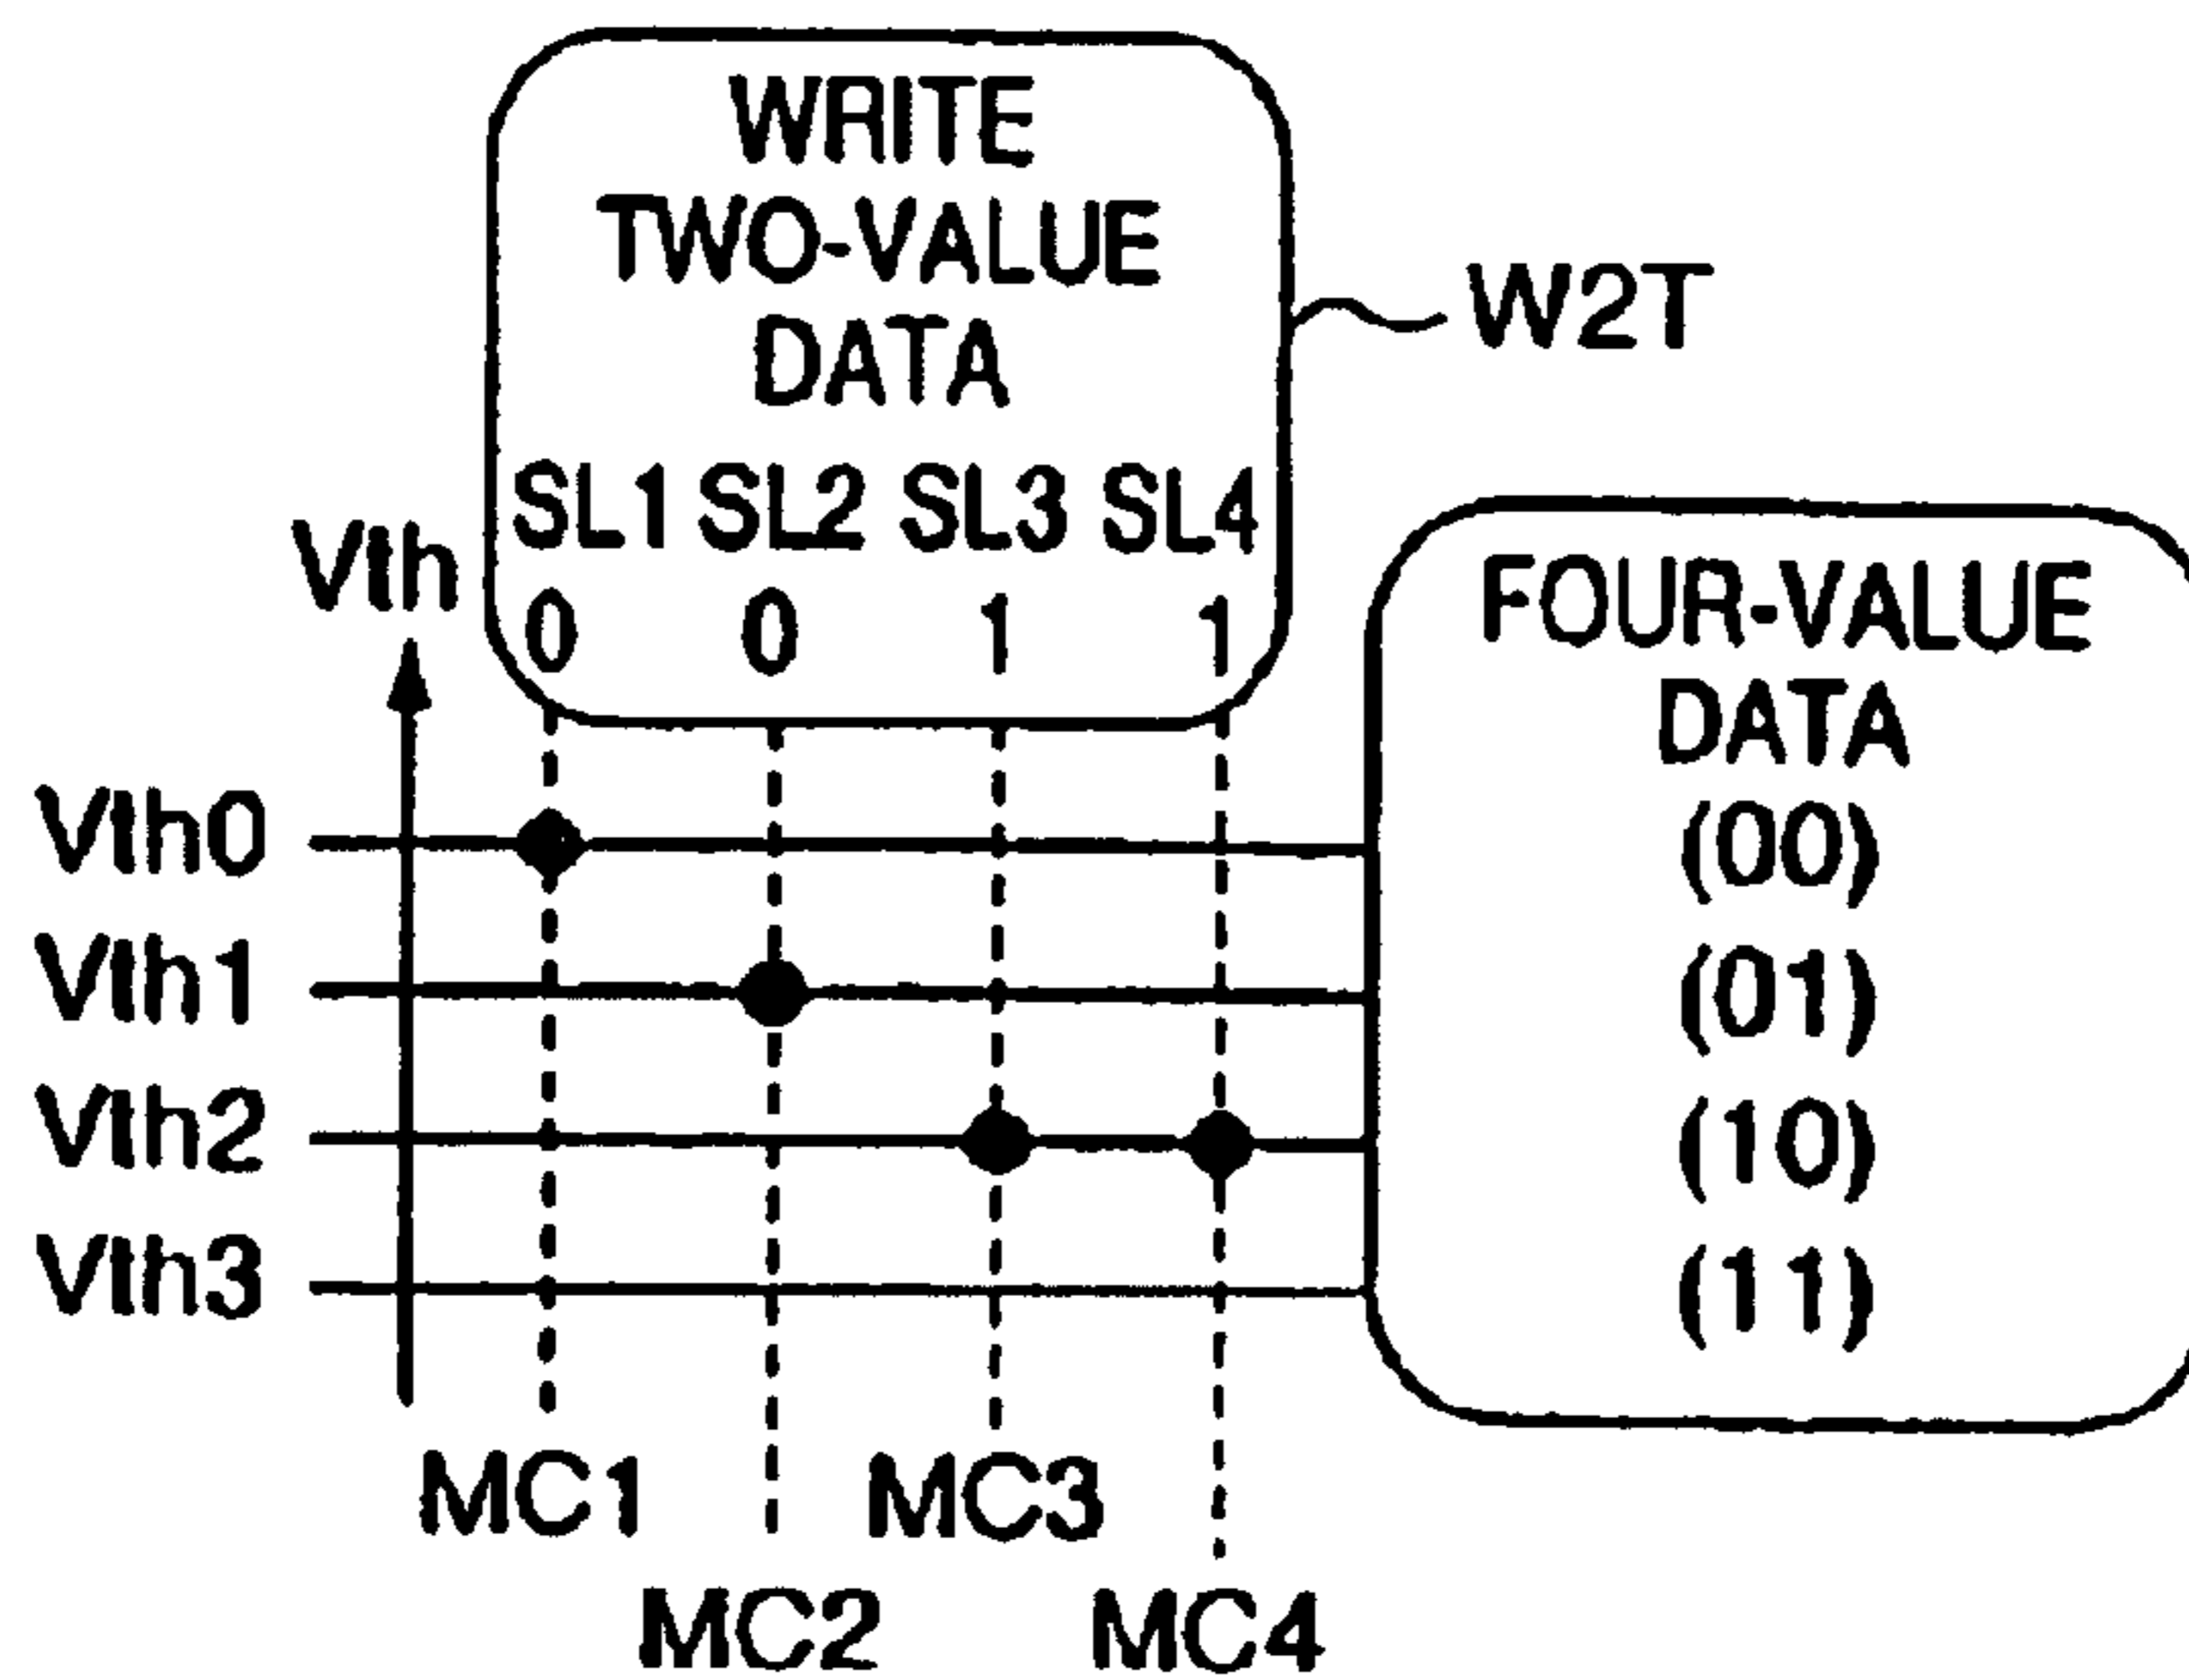 WRITE
TWO-VALUE
DATA
W2T
SL1 SL2 SL3 SL4
Vth
0 0 1 1
FOUR-VALUE
DATA
Vth0 (00)
Vth1 (01)
Vth2 (10)
Vth3 (11)
MC1 MC3
MC2 MC4